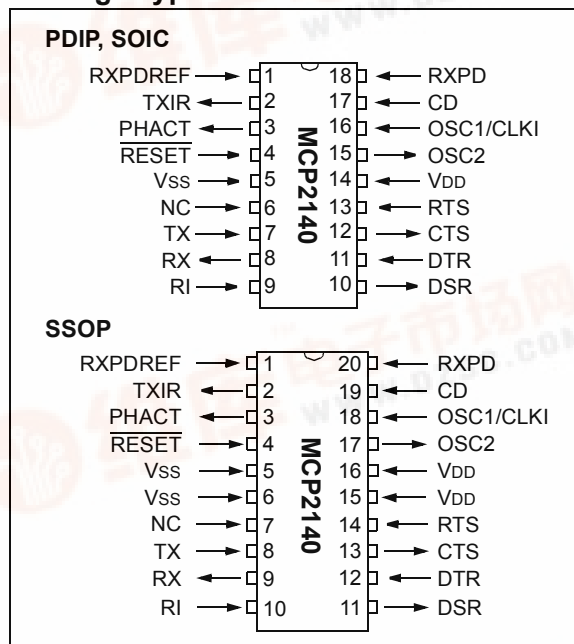 PDIP, SOIC
RXPDREF 1 18 RXPD
TXIR 2 17 CD
PHACT 3 16 OSC1/CLKI
RESET 4 15 OSC2
VSS 5 14 VDD
NC 6 13 RTS
TX 7 12 CTS
RX 8 11 DTR
RI 9 10 DSR
MCP2140
SSOP
RXPDREF 1 20 RXPD
TXIR 2 19 CD
PHACT 3 18 OSC1/CLKI
RESET 4 17 OSC2
VSS 5 16 VDD
VSS 6 15 VDD
NC 7 14 RTS
TX 8 13 CTS
RX 9 12 DTR
RI 10 11 DSR
MCP2140